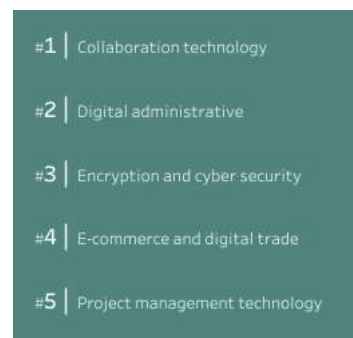 #1 | Collaboration technology
#2 | Digital administrative
#3 | Encryption and cyber security
#4 | E-commerce and digital trade
#5 | Project management technology